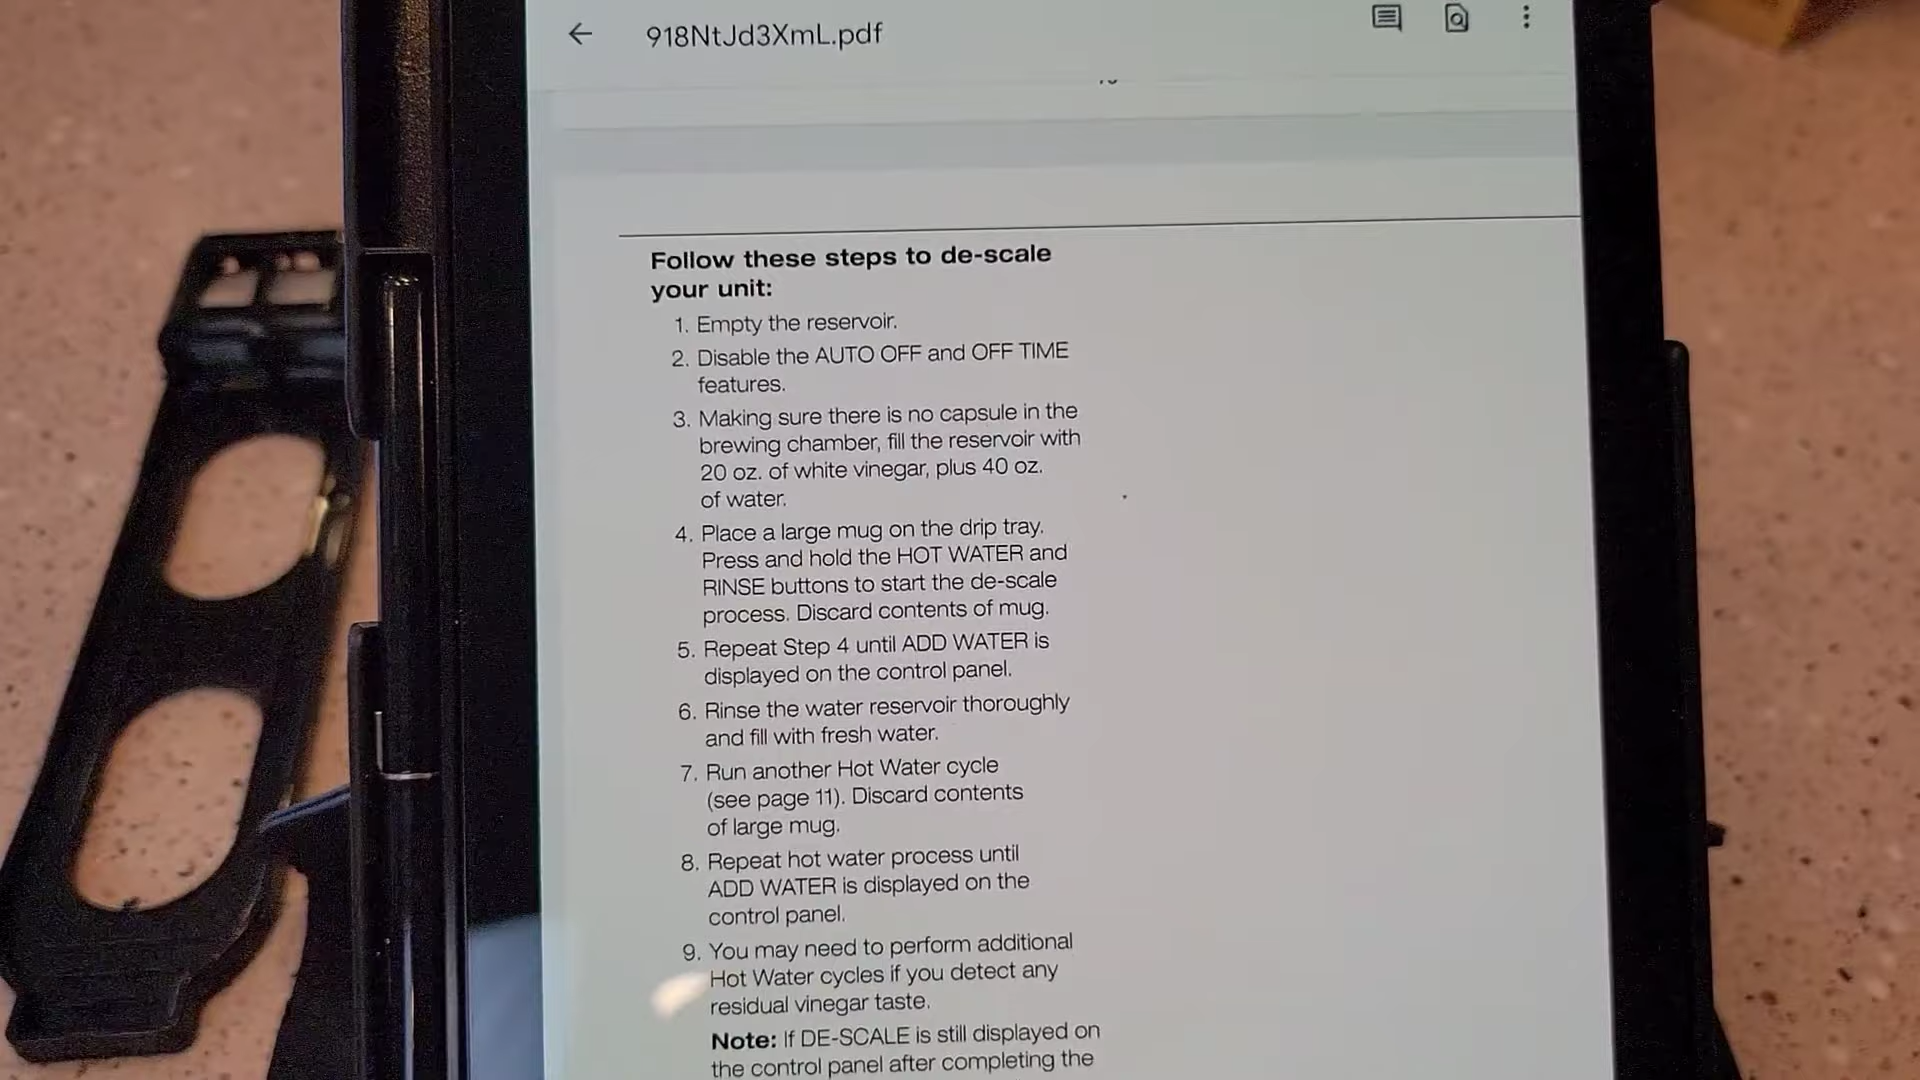 918NtJd3XmL.pdf
Follow these steps to de-scale
your unit:
1. Empty the reservoir.
2. Disable the AUTO OFF and OFF TIME
features.
3. Making sure there is no capsule in the
brewing chamber, fill the reservoir with
20 oz. of white vinegar, plus 40 oz.
of water.
4. Place a large mug on the drip tray.
Press and hold the HOT WATER and
RINSE buttons to start the de-scale
process. Discard contents of mug.
5. Repeat Step 4 until ADD WATER is
displayed on the control panel.
6. Rinse the water reservoir thoroughly
and fill with fresh water.
7. Run another Hot Water cycle
(see page 11). Discard contents
of large mug.
8. Repeat hot water process until
ADD WATER is displayed on the
control panel.
9. You may need to perform additional
Hot Water cycles if you detect any
residual vinegar taste.
Note: If DE-SCALE is still displayed on
the control panel after completing the